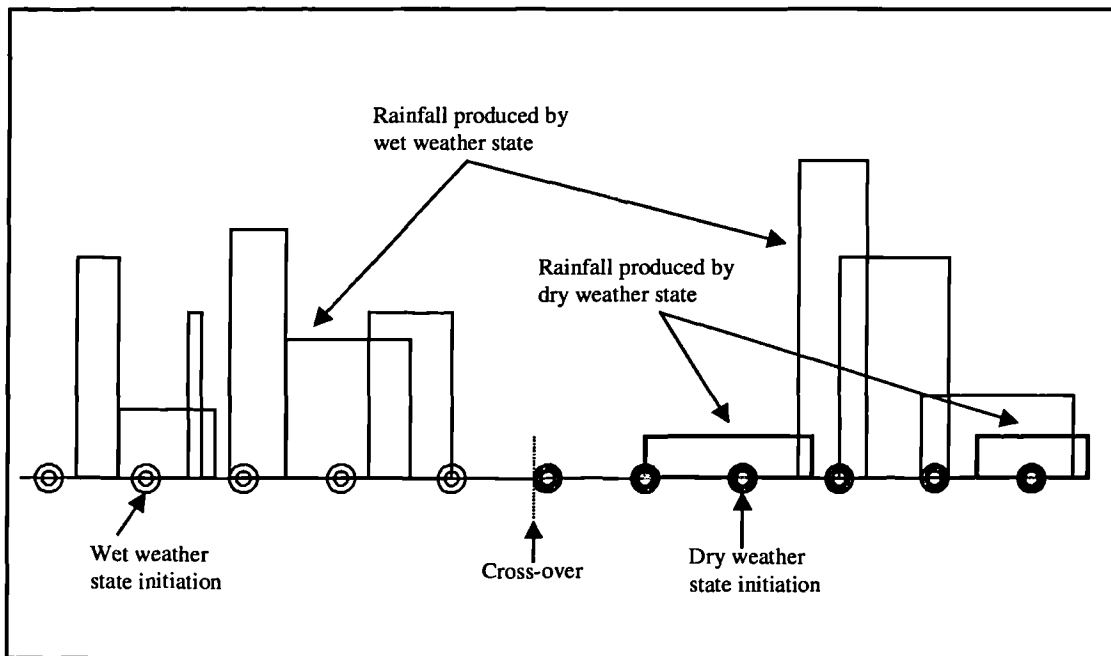 Rainfall produced by
wet weather state
Rainfall produced by
dry weather state
Wet weather
state initiation
Cross-over
Dry weather
state initiation